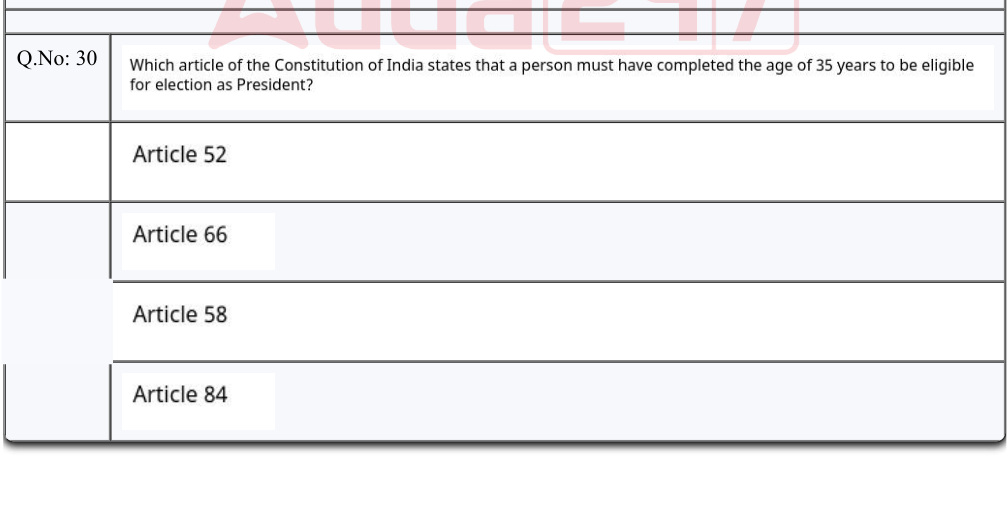 Adda247
Q.No: 30
Which article of the Constitution of India states that a person must have completed the age of 35 years to be eligible
for election as President?
Article 52
Article 66
Article 58
Article 84